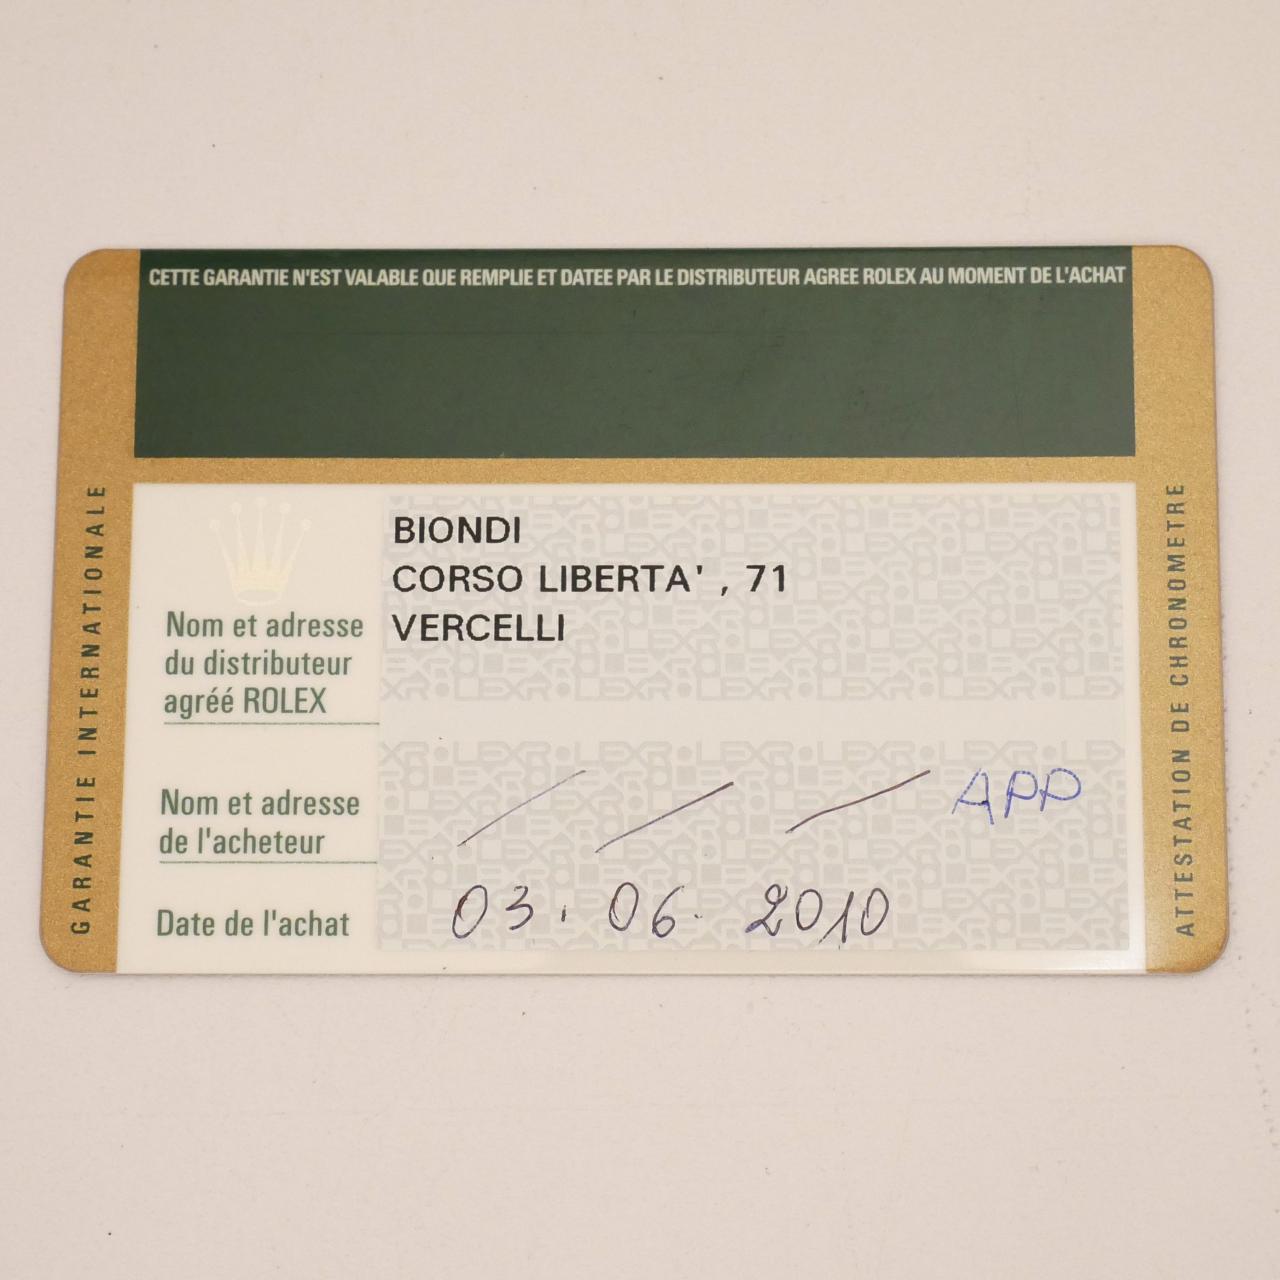 CETTE GARANTIE N'EST VALABLE QUE REMPLIE ET DATEE PAR LE DISTRIBUTEUR AGREE ROLEX AU MOMENT DE L'ACHAT
GARANTIE INTERNATIONALE
BIONDI
CORSO LIBERTA' , 71
VERCELLI
Nom et adresse
du distributeur
agréé ROLEX
Nom et adresse
de l'acheteur
APP
Date de l'achat
03. 06. 2010
ATTESTATION DE CHRONOMETRE